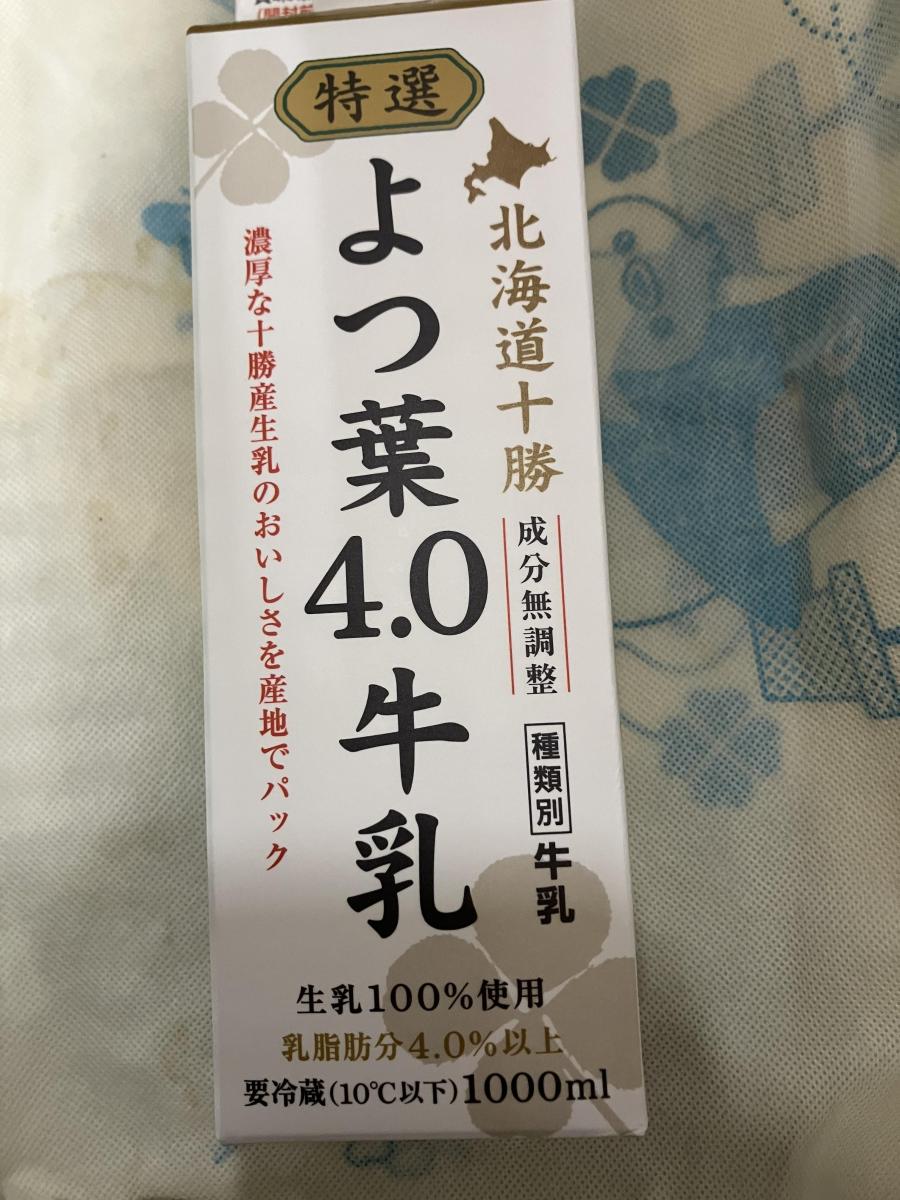 (開封前
特選
北海道十勝
成分無調整
種類別
牛乳
よつ葉4.0牛乳
濃厚な十勝産生乳のおいしさを産地でパック
生乳100%使用
乳脂肪分4.0%以上
要冷蔵(10℃以下)1000ml